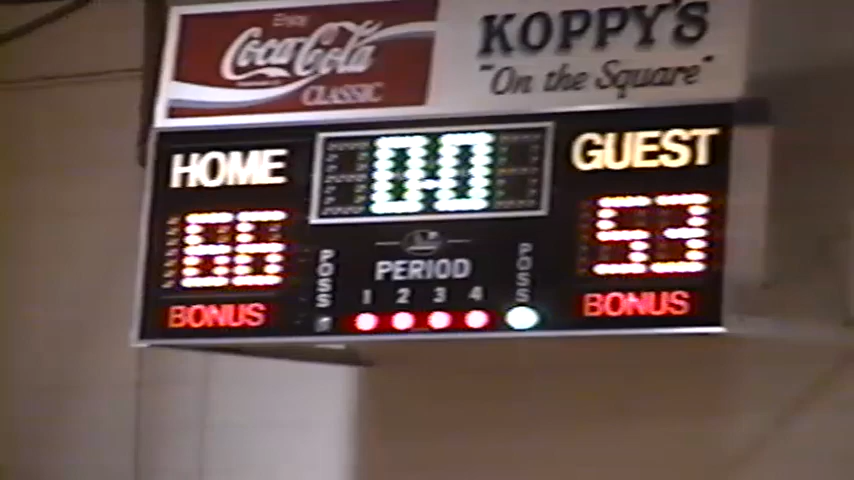 Enjoy
Coca-Cola
CLASSIC
KOPPY'S
"On the Square"
HOME
0:0
GUEST
66
53
POSS
PERIOD
POSS
1 2 3 4
BONUS
BONUS